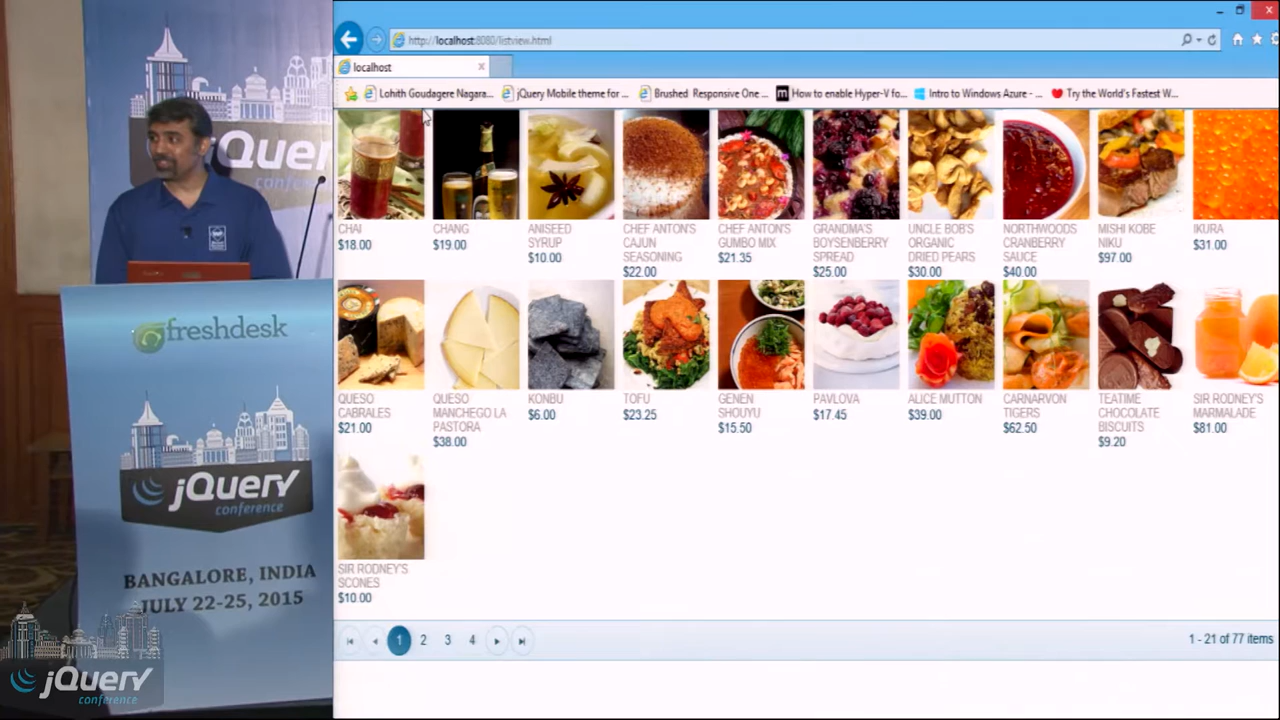 jQuer
conference
freshdesk
jQuery
conference
BANGALORE, INDIA
JULY 22-25, 2015
jQuery
conference
http://localhost:8080/listview.html
localhost
Lohith Goudagere Nagara...
jQuery Mobile theme for ...
Brushed Responsive One ...
How to enable Hyper-V fo...
Intro to Windows Azure - ...
Try the World's Fastest W...
CHAI
$18.00
CHANG
$19.00
ANISEED
SYRUP
$10.00
CHEF ANTON'S
CAJUN
SEASONING
$22.00
CHEF ANTON'S
GUMBO MIX
$21.35
GRANDMA'S
BOYSENBERRY
SPREAD
$25.00
UNCLE BOB'S
ORGANIC
DRIED PEARS
$30.00
NORTHWOODS
CRANBERRY
SAUCE
$40.00
MISHI KOBE
NIKU
$97.00
IKURA
$31.00
QUESO
CABRALES
$21.00
QUESO
MANCHEGO LA
PASTORA
$38.00
KONBU
$6.00
TOFU
$23.25
GENEN
SHOUYU
$15.50
PAVLOVA
$17.45
ALICE MUTTON
$39.00
CARNARVON
TIGERS
$62.50
TEATIME
CHOCOLATE
BISCUITS
$9.20
SIR RODNEY'S
MARMALADE
$81.00
SIR RODNEY'S
SCONES
$10.00
1 2 3 4
1 - 21 of 77 items